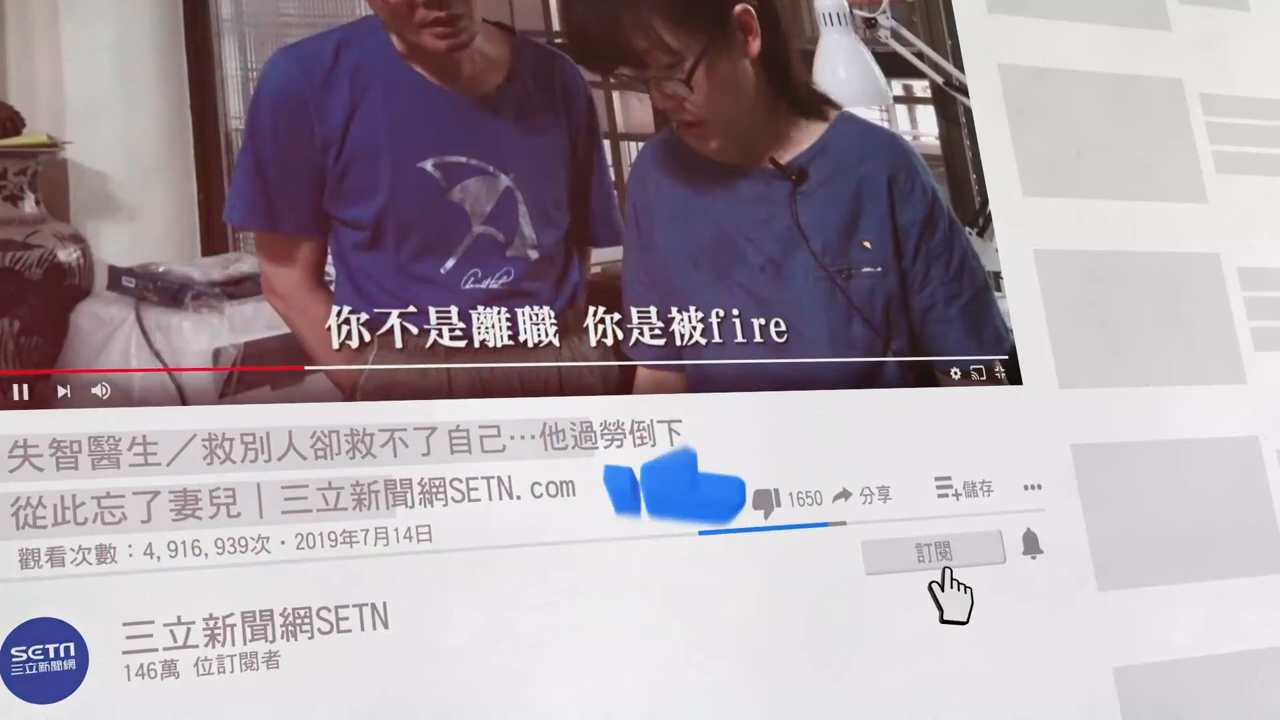 你不是離職 你是被fire
失智醫生／救別人卻救不了自己…他過勞倒下
從此忘了妻兒｜三立新聞網SETN.com
1650 分享 儲存
觀看次數：4,916,939次・2019年7月14日
訂閱
SETN
三立新聞網
三立新聞網SETN
146萬 位訂閱者